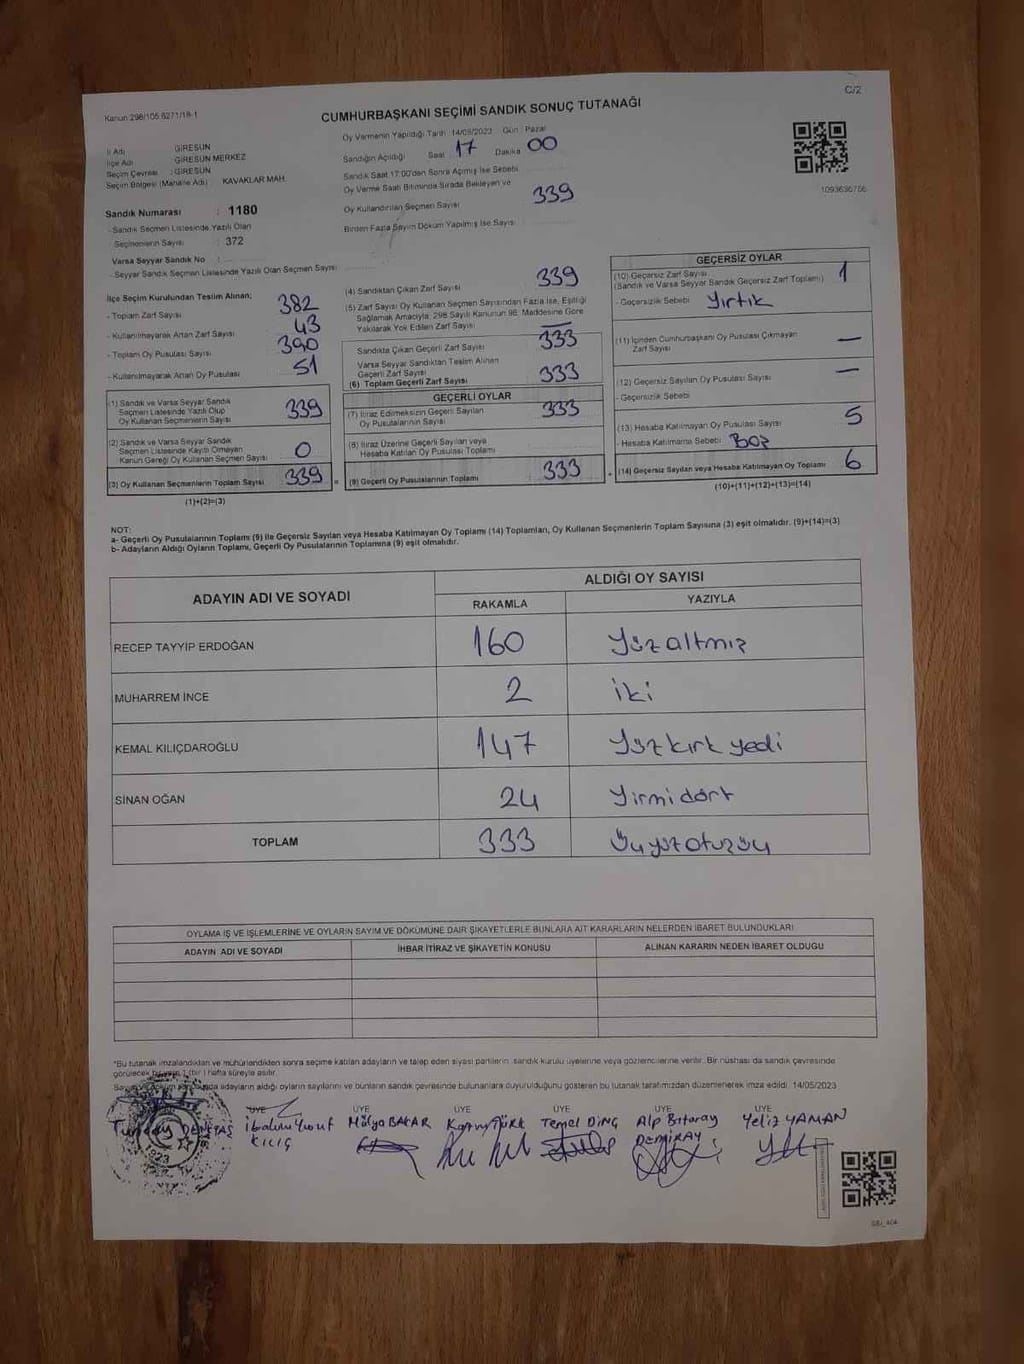 Kanun 298/105 6271/18-1
C/2
CUMHURBAŞKANI SEÇİMİ SANDIK SONUÇ TUTANAĞI
Oy Vermenin Yapıldığı Tarih 14/05/2023 Gün Pazar
Sandığın Açıldığı Saat 17 Dakika 00
Sandık Saat 17:00'den Sonra Açılmış İse Sebebi
Oy Verme Saati Bitiminde Sırada Bekleyen ve
Oy Kullandırılan Seçmen Sayısı 339
Birden Fazla Sayım Döküm Yapılmış İse Sayısı
İl Adı : GİRESUN
İlçe Adı : GİRESUN MERKEZ
Seçim Çevresi : GİRESUN
Seçim Bölgesi (Mahalle Adı) KAVAKLAR MAH.
1093636766
Sandık Numarası : 1180
- Sandık Seçmen Listesinde Yazılı Olan
Seçmenlerin Sayısı : 372
Varsa Seyyar Sandık No :
- Seyyar Sandık Seçmen Listesinde Yazılı Olan Seçmen Sayısı
İlçe Seçim Kurulundan Teslim Alınan;
- Toplam Zarf Sayısı 382
- Kullanılmayarak Artan Zarf Sayısı 43
- Toplam Oy Pusulası Sayısı 390
- Kullanılmayarak Artan Oy Pusulası 51
(1) Sandık ve Varsa Seyyar Sandık
Seçmen Listesinde Yazılı Olup
Oy Kullanan Seçmenlerin Sayısı 339
(2) Sandık ve Varsa Seyyar Sandık
Seçmen Listesinde Kayıtlı Olmayan
Kanun Gereği Oy Kullanan Seçmen Sayısı 0
(3) Oy Kullanan Seçmenlerin Toplam Sayısı 339 =
(1)+(2)=(3)
(4) Sandıktan Çıkan Zarf Sayısı 339
(5) Zarf Sayısı Oy Kullanan Seçmen Sayısından Fazla İse, Eşitliği
Sağlamak Amacıyla, 298 Sayılı Kanunun 98. Maddesine Göre
Yakılarak Yok Edilen Zarf Sayısı —
Sandıkta Çıkan Geçerli Zarf Sayısı 333
Varsa Seyyar Sandıktan Teslim Alınan
Geçerli Zarf Sayısı
(6) Toplam Geçerli Zarf Sayısı 333
GEÇERLİ OYLAR
(7) İtiraz Edilmeksizin Geçerli Sayılan
Oy Pusulalarının Sayısı 333
(8) İtiraz Üzerine Geçerli Sayılan veya
Hesaba Katılan Oy Pusulası Toplamı
(9) Geçerli Oy Pusulalarının Toplamı 333 +
GEÇERSİZ OYLAR
(10) Geçersiz Zarf Sayısı 1
(Sandık ve Varsa Seyyar Sandık Geçersiz Zarf Toplamı)
- Geçersizlik Sebebi Yırtık
(11) İçinden Cumhurbaşkanı Oy Pusulası Çıkmayan
Zarf Sayısı —
(12) Geçersiz Sayılan Oy Pusulası Sayısı —
- Geçersizlik Sebebi
(13) Hesaba Katılmayan Oy Pusulası Sayısı 5
- Hesaba Katılmama Sebebi Boş
(14) Geçersiz Sayılan veya Hesaba Katılmayan Oy Toplamı 6
(10)+(11)+(12)+(13)=(14)
NOT:
a- Geçerli Oy Pusulalarının Toplamı (9) ile Geçersiz Sayılan veya Hesaba Katılmayan Oy Toplamı (14) Toplamları, Oy Kullanan Seçmenlerin Toplam Sayısına (3) eşit olmalıdır. (9)+(14)=(3)
b- Adayların Aldığı Oyların Toplamı, Geçerli Oy Pusulalarının Toplamına (9) eşit olmalıdır.
ADAYIN ADI VE SOYADI ALDIĞI OY SAYISI
RAKAMLA YAZIYLA
RECEP TAYYİP ERDOĞAN 160 Yüzaltmış
MUHARREM İNCE 2 iki
KEMAL KILIÇDAROĞLU 147 Yüzkırk yedi
SİNAN OĞAN 24 Yirmidört
TOPLAM 333 Üçyüzotuzüç
OYLAMA İŞ VE İŞLEMLERİNE VE OYLARIN SAYIM VE DÖKÜMÜNE DAİR ŞİKAYETLERLE BUNLARA AİT KARARLARIN NELERDEN İBARET BULUNDUKLARI
ADAYIN ADI VE SOYADI İHBAR İTİRAZ VE ŞİKAYETİN KONUSU ALINAN KARARIN NEDEN İBARET OLDUĞU
*Bu tutanak imzalandıktan ve mühürlendikten sonra seçime katılan adayların ve talep eden siyasi partilerin, sandık kurulu üyelerine veya gözlemcilerine verilir. Bir nüshası da sandık çevresinde
görülecek bir yere 1 (bir) hafta süreyle asılır.
adayların aldığı oyların sayılarını ve bunların sandık çevresinde bulunanlara duyurulduğunu gösteren bu tutanak tarafımızdan düzenlenerek imza edildi. 14/05/2023
ÜYE ÜYE ÜYE ÜYE ÜYE ÜYE
Tuncay DENKTAŞ İbrahim Yusuf Hülya BAKAR TÜRK Temel DİNÇ Alp Bitaray Yeliz YAMAN
KILIÇ DEMİRAY